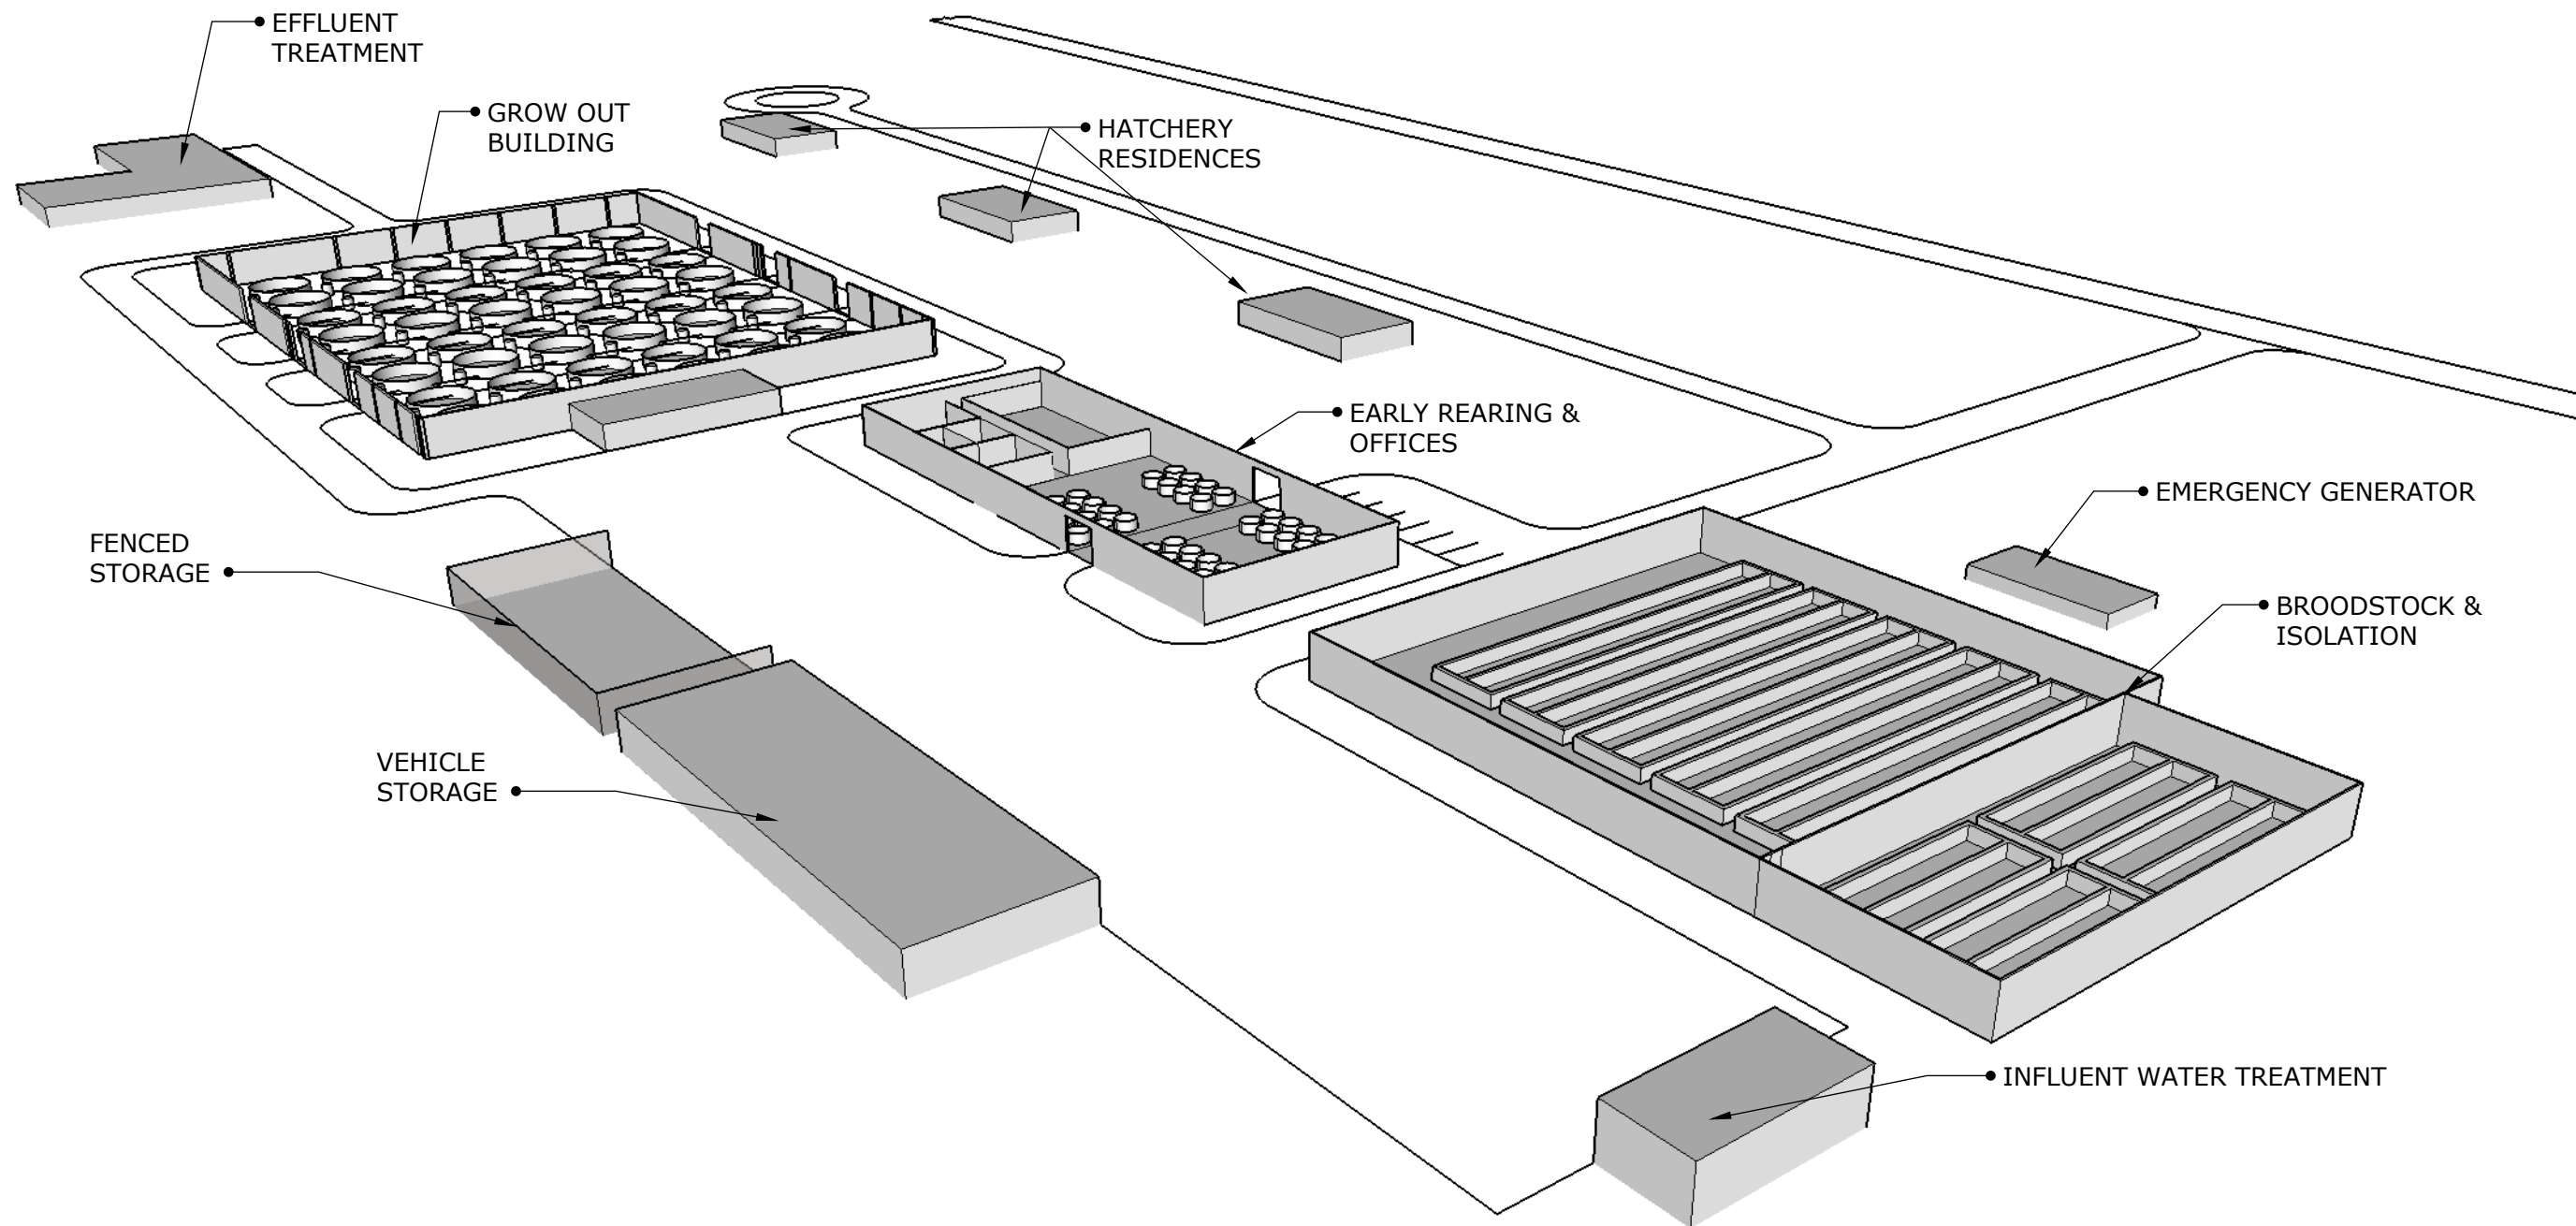 EFFLUENT
TREATMENT
GROW OUT
BUILDING
HATCHERY
RESIDENCES
EARLY REARING &
OFFICES
EMERGENCY GENERATOR
FENCED
STORAGE
BROODSTOCK &
ISOLATION
VEHICLE
STORAGE
INFLUENT WATER TREATMENT